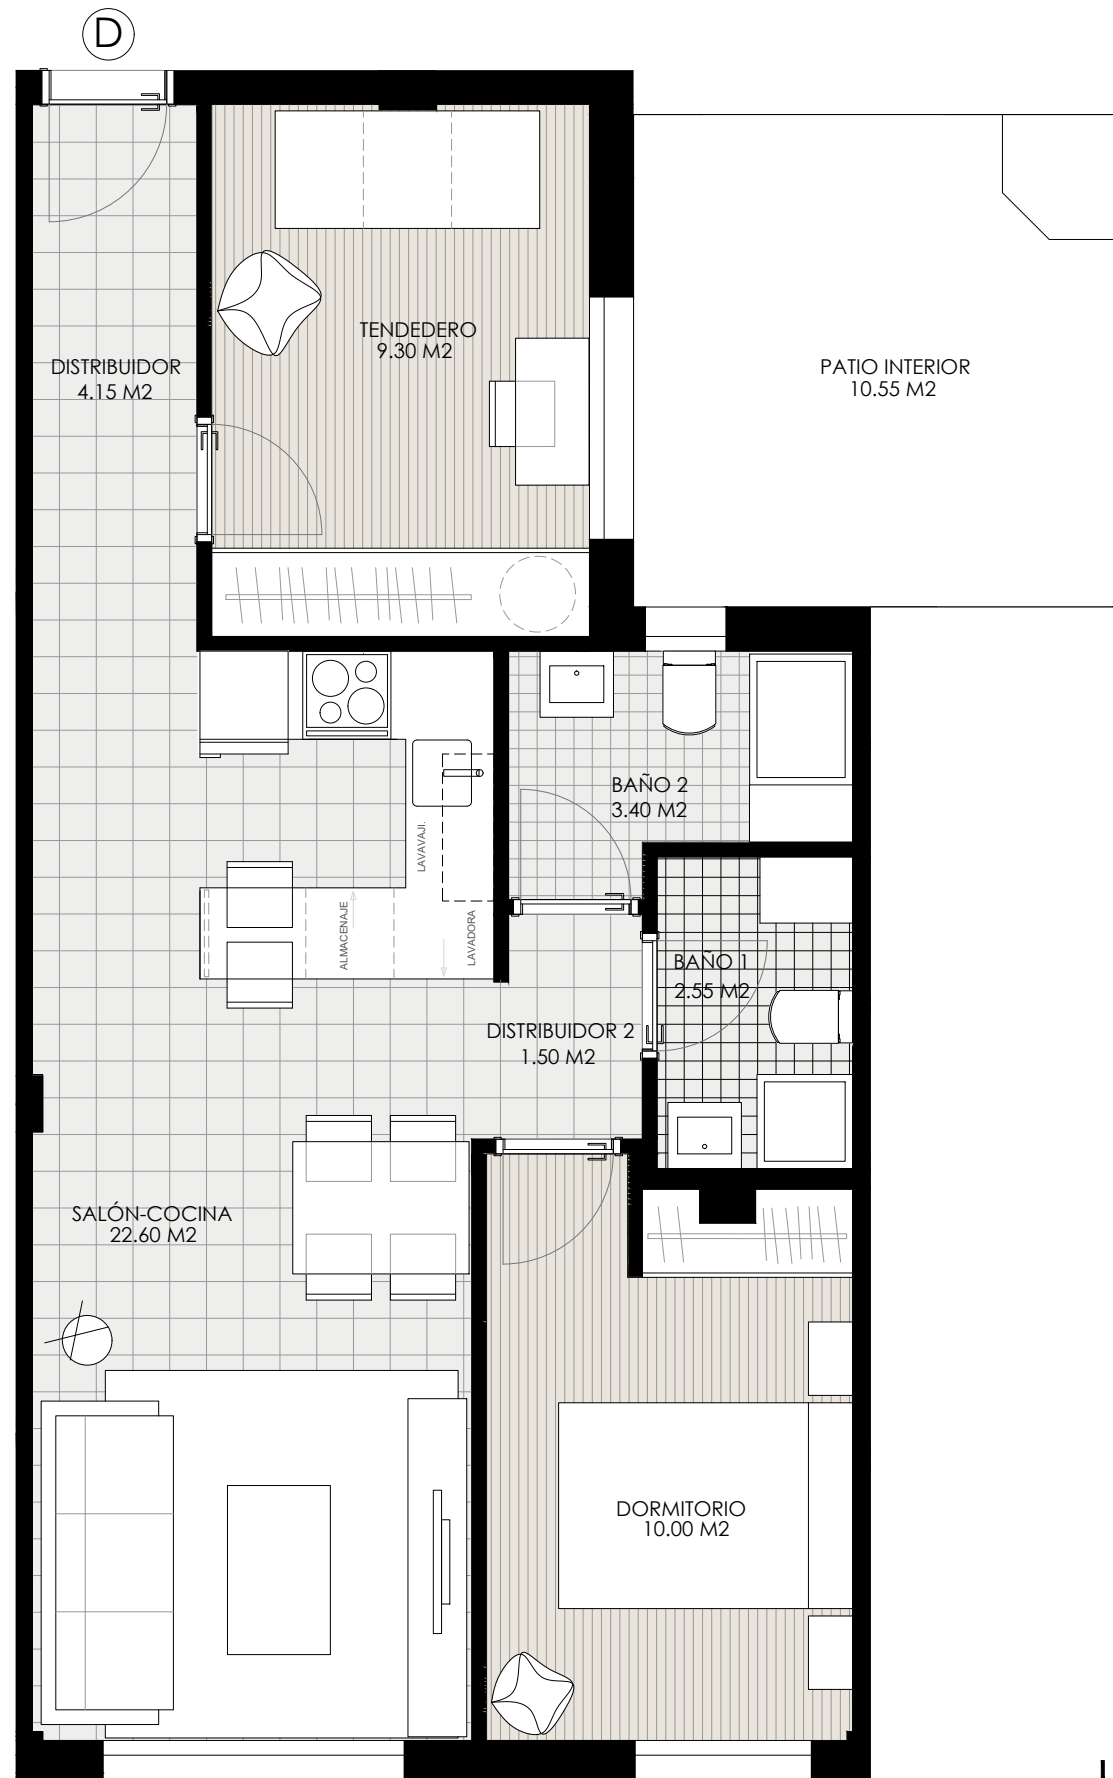 D
TENDEDERO
9.30 M2
DISTRIBUIDOR
4.15 M2
PATIO INTERIOR
10.55 M2
BAÑO 2
3.40 M2
LAVAVAJI.
ALMACENAJE
LAVADORA
BAÑO 1
2.55 M2
DISTRIBUIDOR 2
1.50 M2
SALÓN-COCINA
22.60 M2
DORMITORIO
10.00 M2